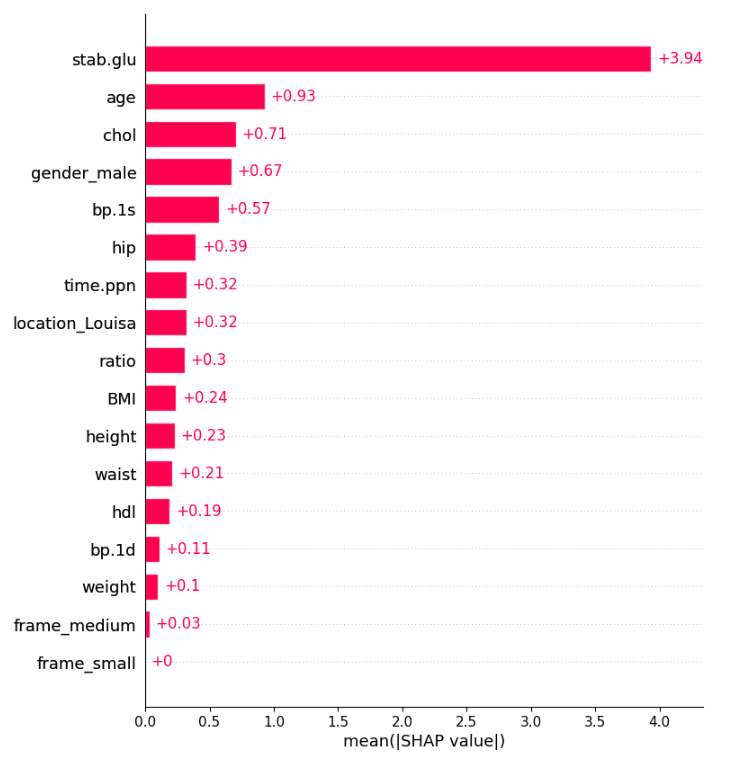 stab.glu +3.94
age +0.93
chol +0.71
gender_male +0.67
bp.1s +0.57
hip +0.39
time.ppn +0.32
location_Louisa +0.32
ratio +0.3
BMI +0.24
height +0.23
waist +0.21
hdl +0.19
bp.1d +0.11
weight +0.1
frame_medium +0.03
frame_small +0
0.0 0.5 1.0 1.5 2.0 2.5 3.0 3.5 4.0
mean(|SHAP value|)